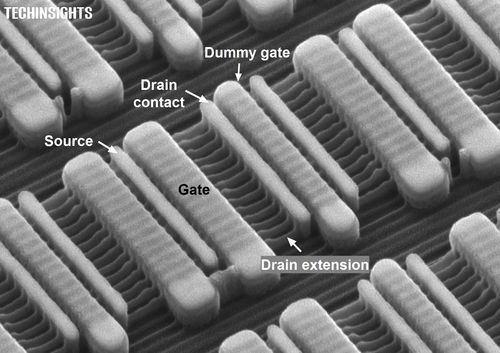 TECHINSIGHTS
Dummy gate
Drain
contact
Source
Gate
Drain extension